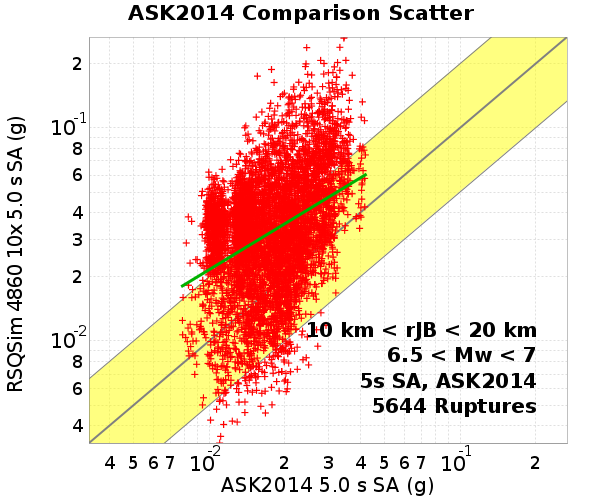 ASK2014 Comparison Scatter
RSQSim 4860 10x 5.0 s SA (g)
2
10-1
8
6
4
3
2
10-2
8
6
4
10 km < rJB < 20 km
6.5 < Mw < 7
5s SA, ASK2014
5644 Ruptures
4 5 6 7 10-2 2 3 4 5 6 7 10-1 2
ASK2014 5.0 s SA (g)